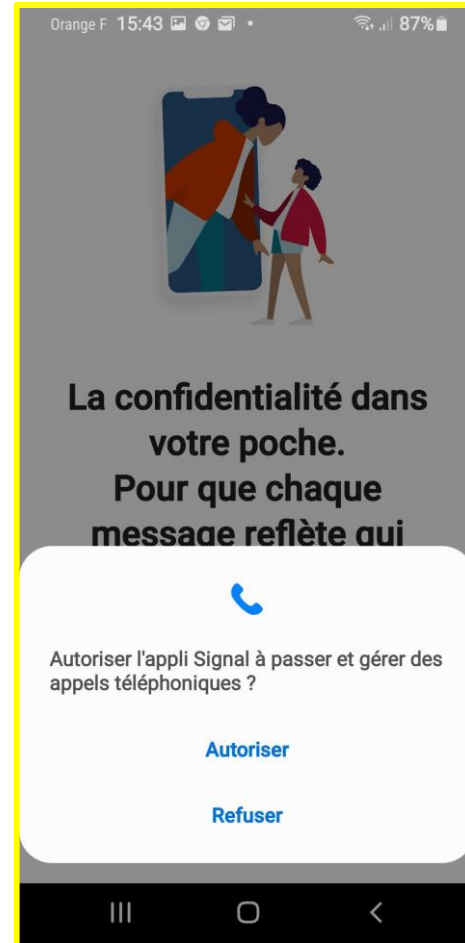 Orange F 15:43 87%
La confidentialité dans
votre poche.
Pour que chaque
message reflète qui
Autoriser l'appli Signal à passer et gérer des
appels téléphoniques ?
Autoriser
Refuser